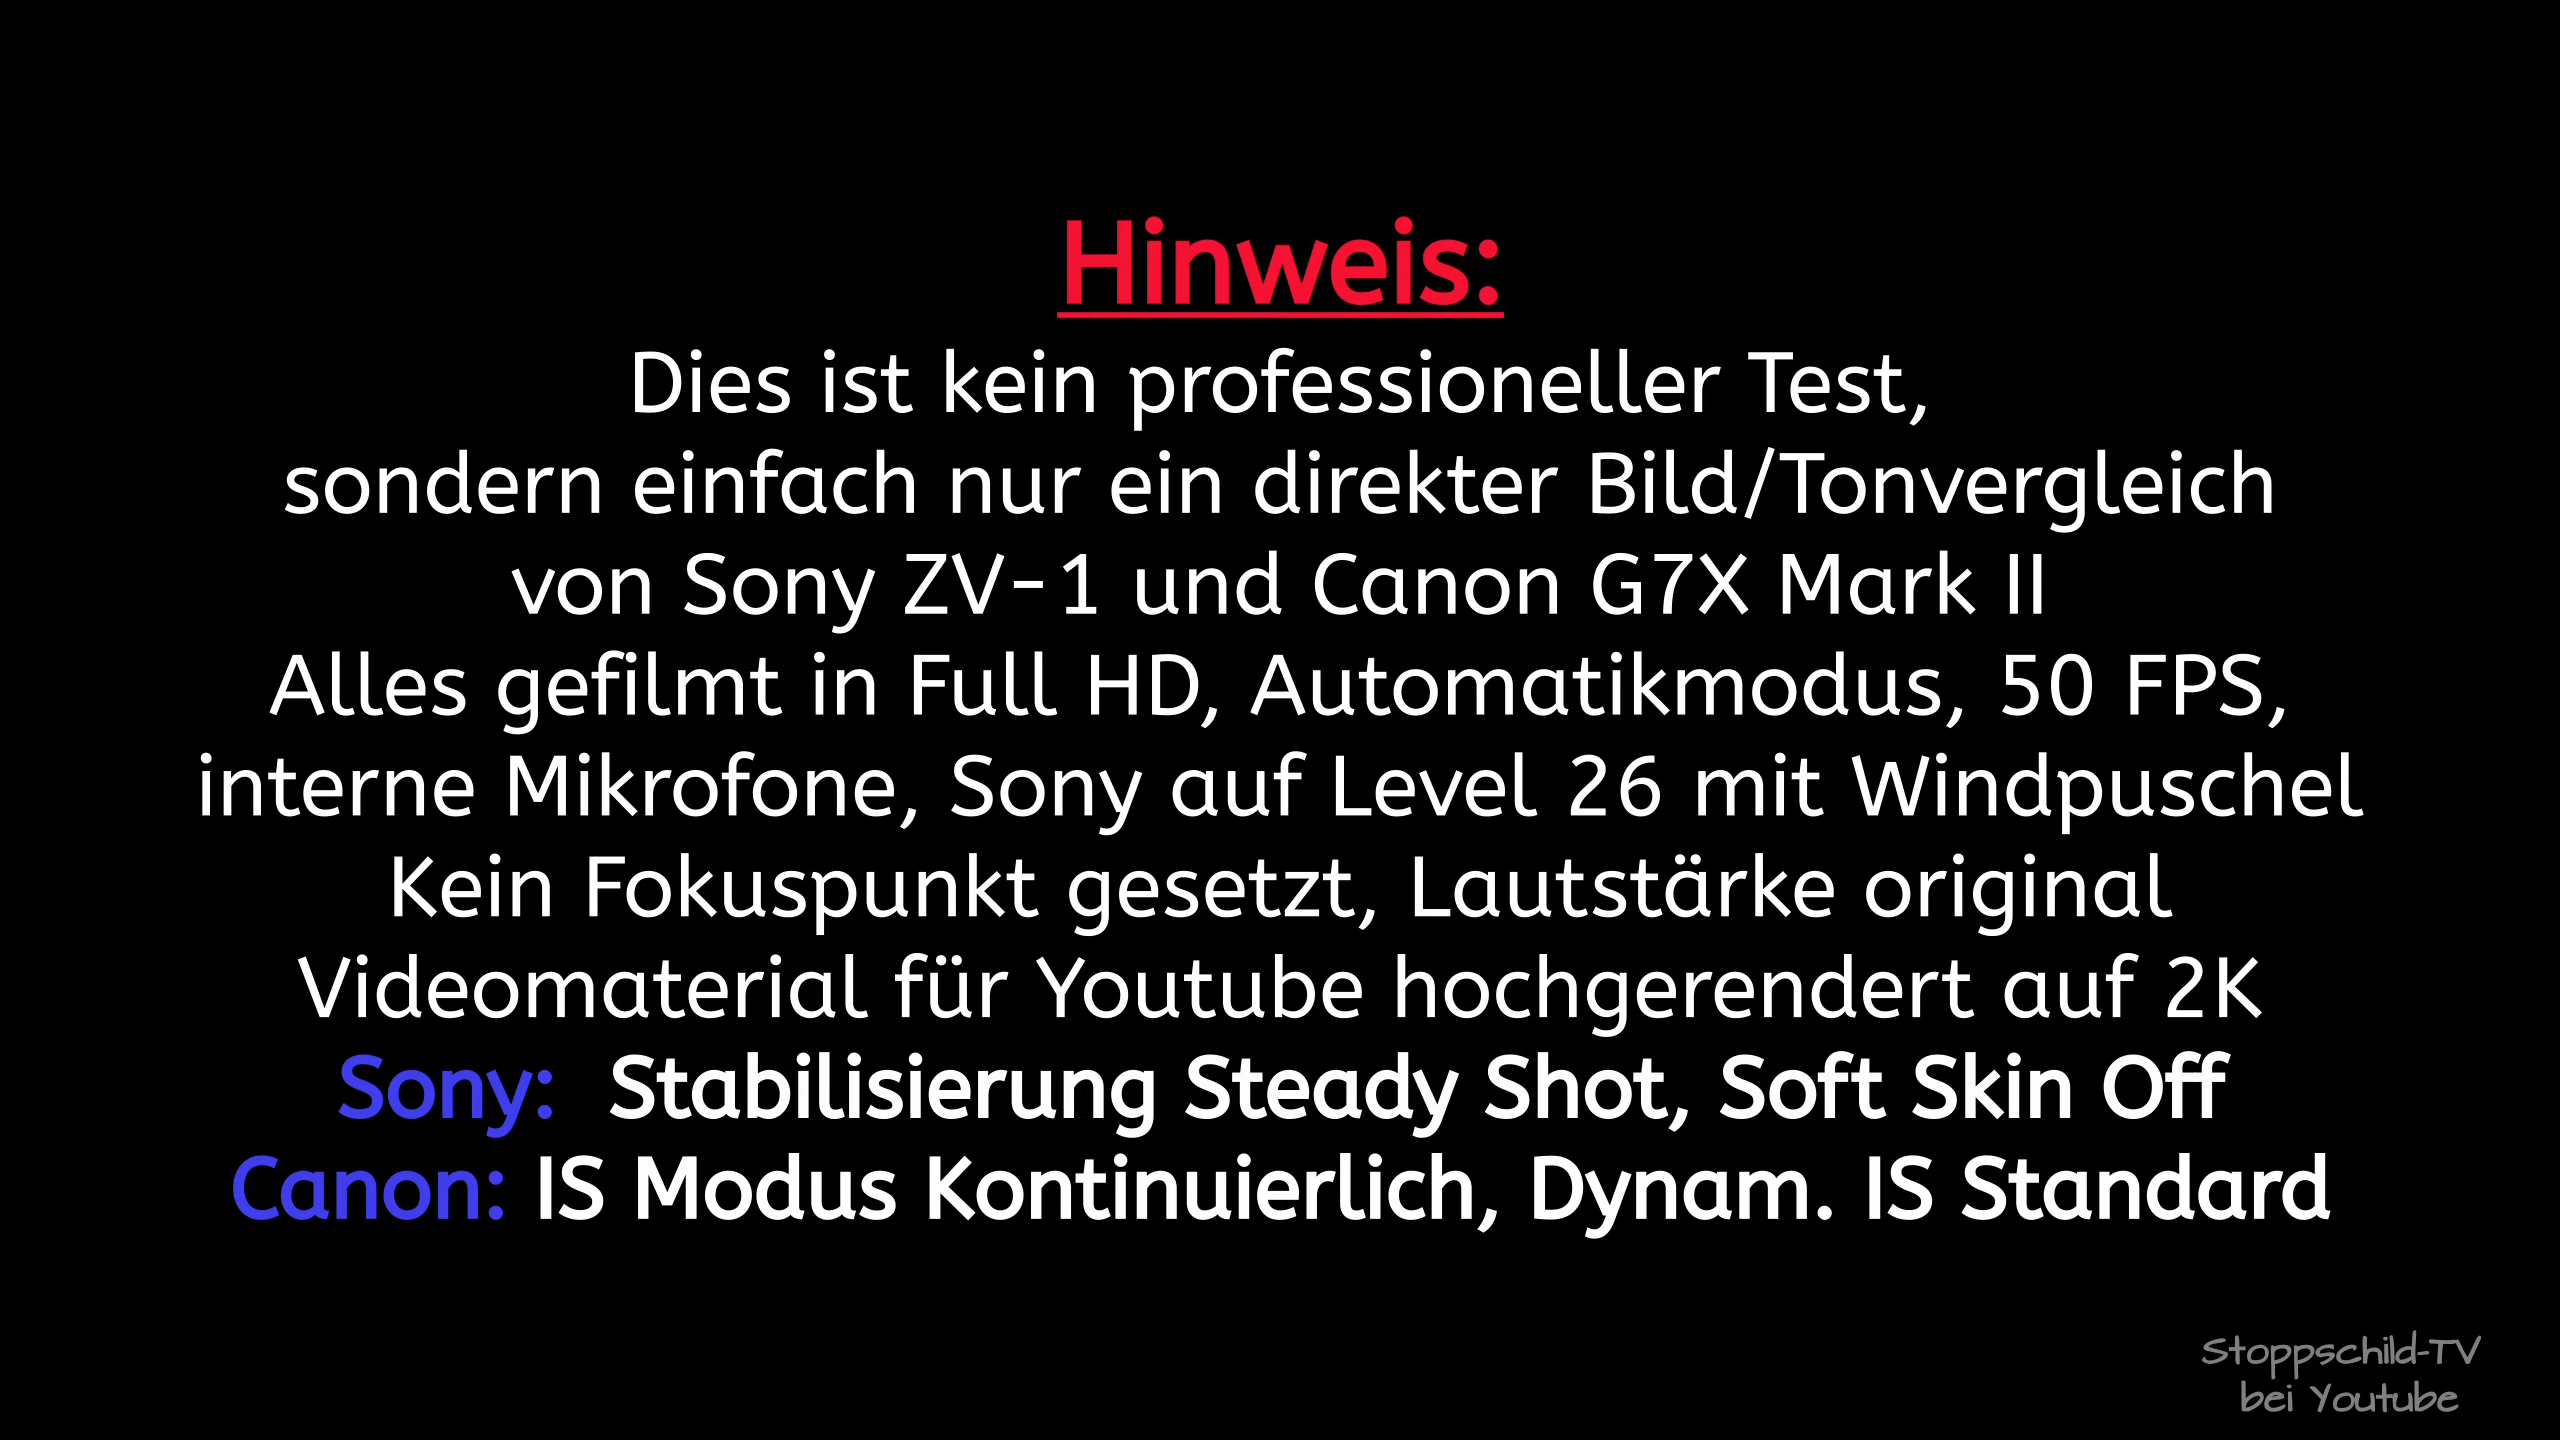 Hinweis:
Dies ist kein professioneller Test,
sondern einfach nur ein direkter Bild/Tonvergleich
von Sony ZV-1 und Canon G7X Mark II
Alles gefilmt in Full HD, Automatikmodus, 50 FPS,
interne Mikrofone, Sony auf Level 26 mit Windpuschel
Kein Fokuspunkt gesetzt, Lautstärke original
Videomaterial für Youtube hochgerendert auf 2K
Sony: Stabilisierung Steady Shot, Soft Skin Off
Canon: IS Modus Kontinuierlich, Dynam. IS Standard
Stoppschild-TV
bei Youtube